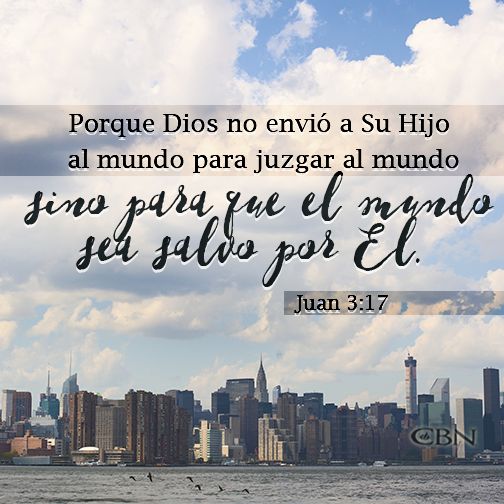 Porque Dios no envió a Su Hijo
al mundo para juzgar al mundo
sino para que el mundo
sea salvo por Él.
Juan 3:17
CBN